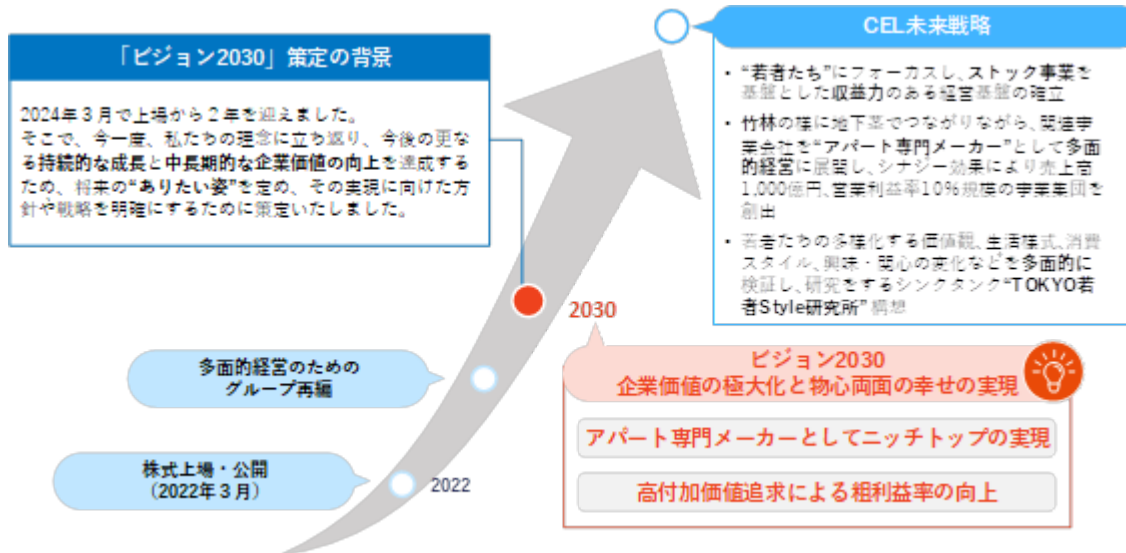 「ビジョン2030」策定の背景
2024年3月で上場から2年を迎えました。
そこで、今一度、私たちの理念に立ち返り、今後の更な
る持続的な成長と中長期的な企業価値の向上を達成する
ため、将来の“ありたい姿”を定め、その実現に向けた方
針や戦略を明確にするために策定いたしました。
CEL未来戦略
• “若者たち”にフォーカスし、ストック事業を
基盤とした収益力のある経営基盤の確立
• 竹林の様に地下茎でつながりながら、関連事
業会社を“アパート専門メーカー”として多面
的経営に展開し、シナジー効果により売上高
1,000億円、営業利益率10%規模の事業集団を
創出
• 若者たちの多様化する価値観、生活様式、消費
スタイル、興味・関心の変化などを多面的に
検証し、研究をするシンクタンク“TOKYO若
者Style研究所”構想
2030
多面的経営のための
グループ再編
ビジョン2030
企業価値の極大化と物心両面の幸せの実現
アパート専門メーカーとしてニッチトップの実現
高付加価値追求による粗利益率の向上
株式上場・公開
（2022年3月）
2022